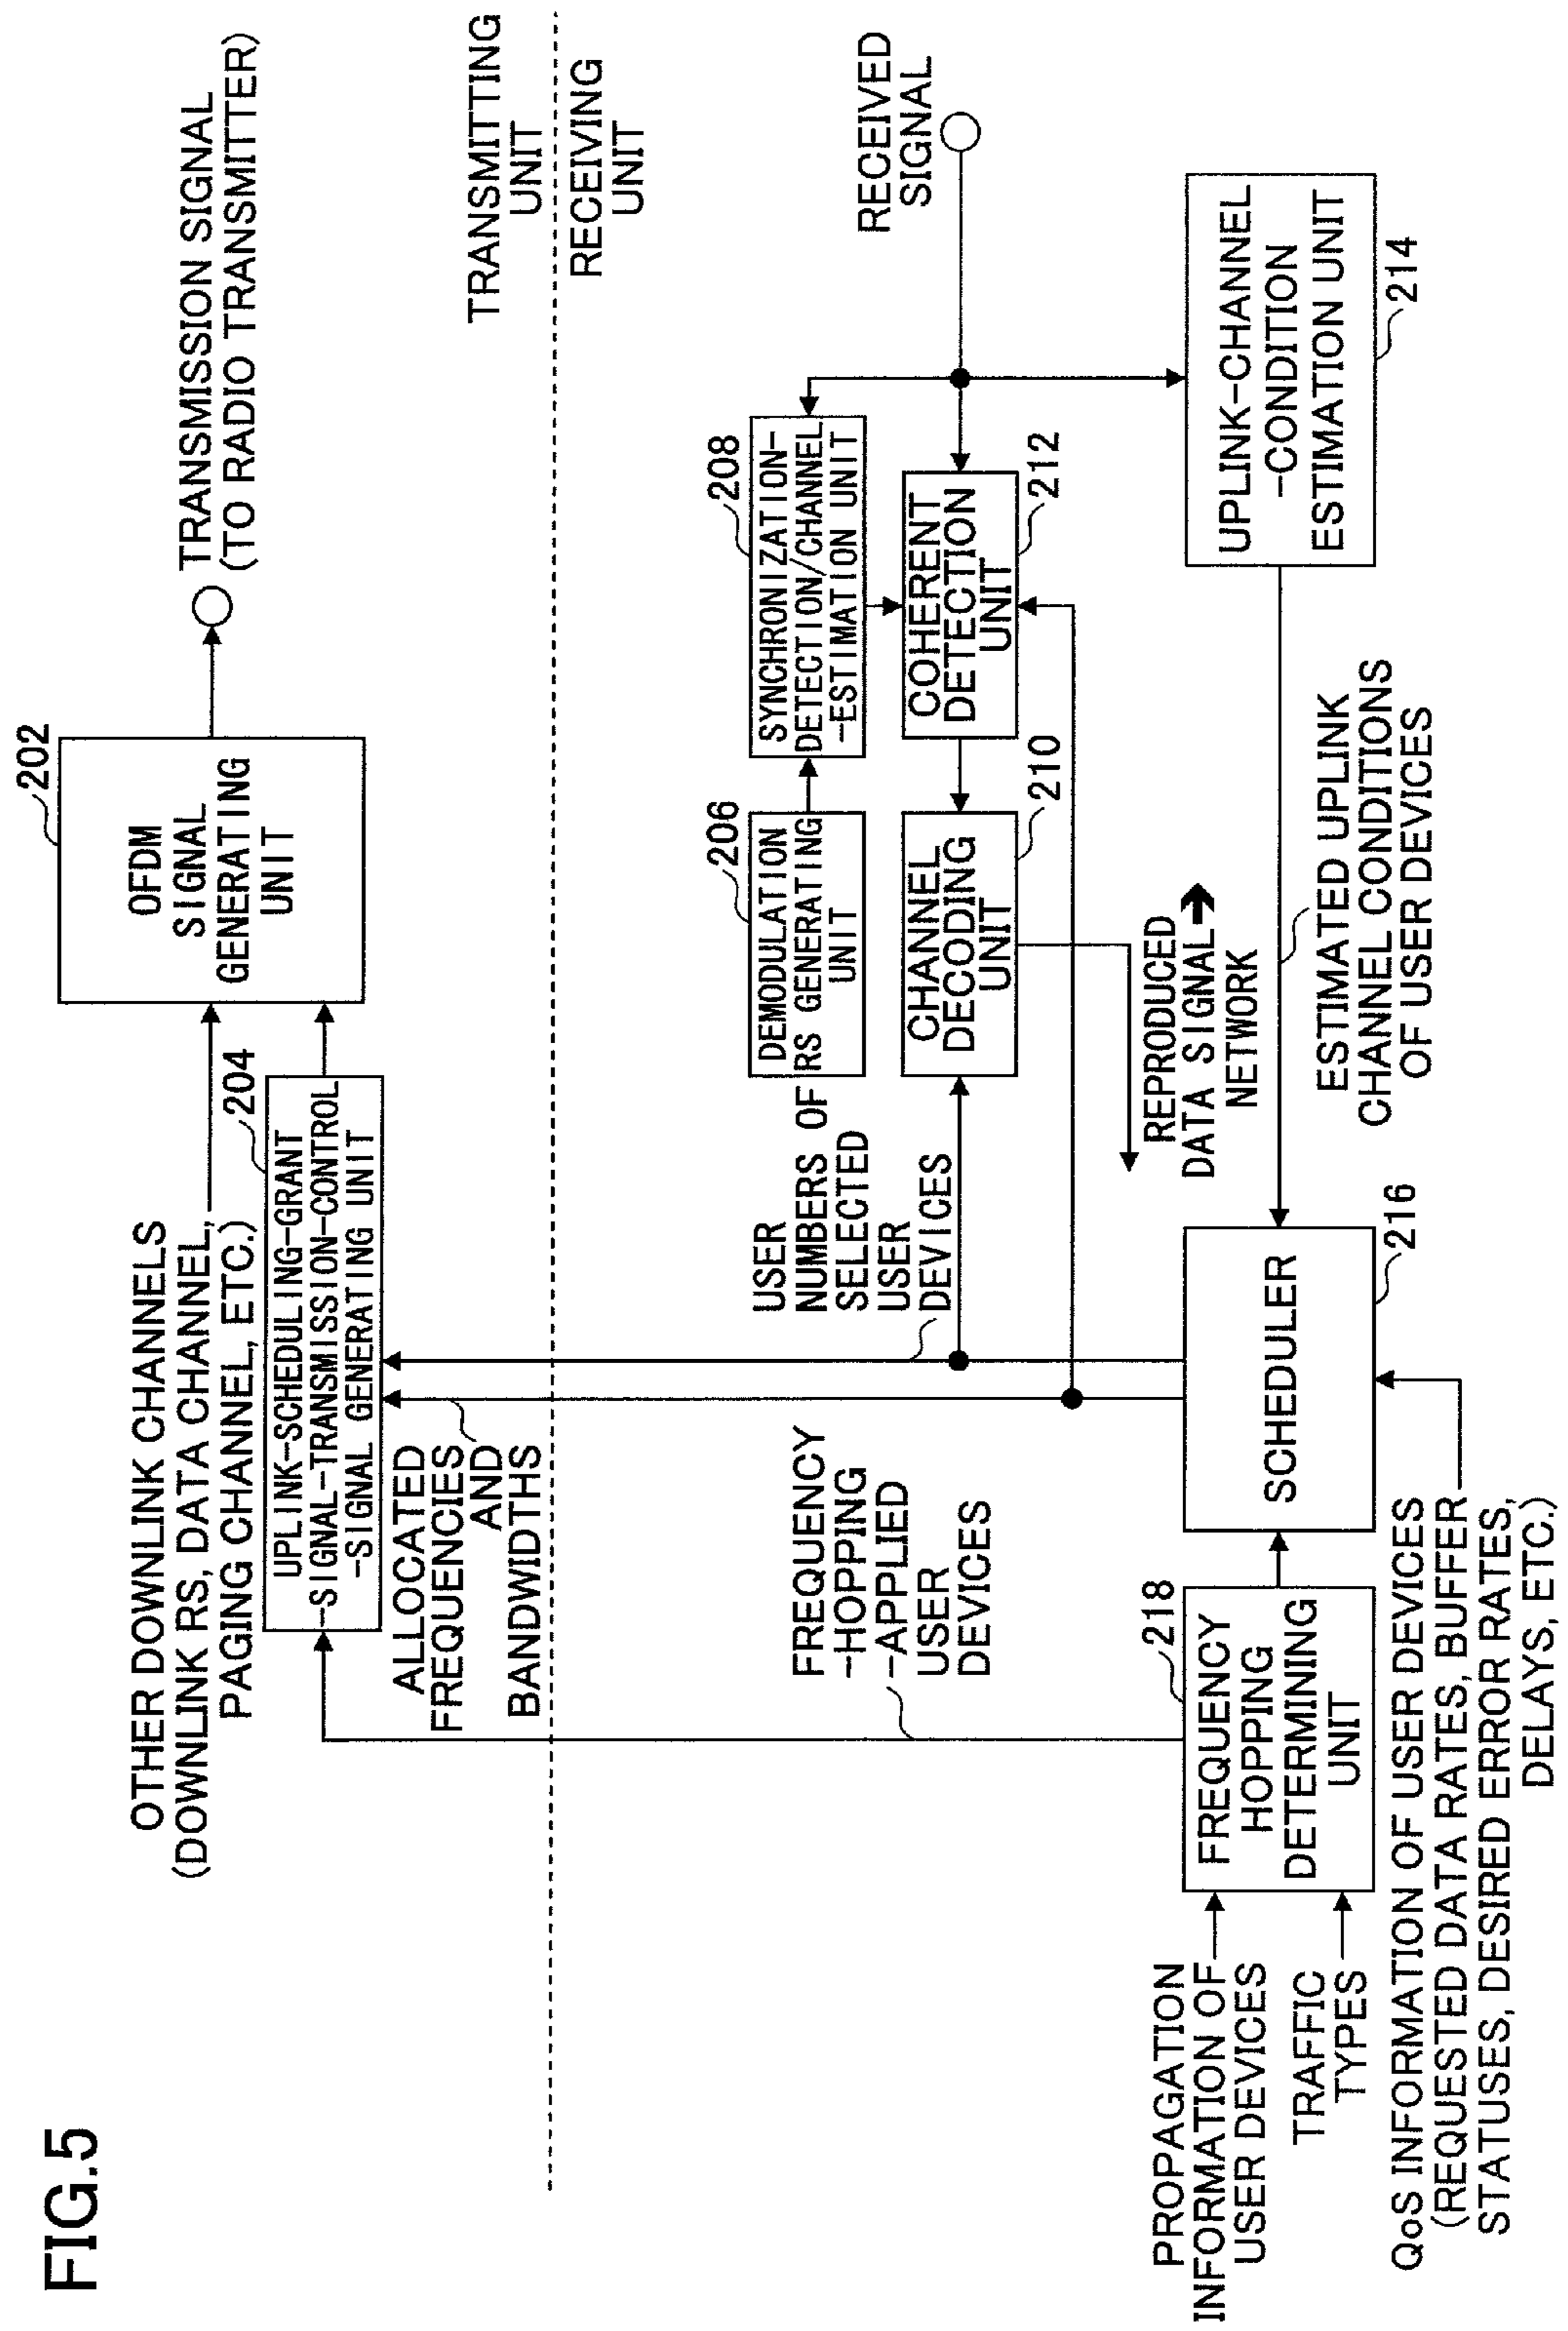 FIG.5
OTHER DOWNLINK CHANNELS
(DOWNLINK RS, DATA CHANNEL,
PAGING CHANNEL, ETC.)
202
OFDM
SIGNAL
GENERATING
UNIT
TRANSMISSION SIGNAL
(TO RADIO TRANSMITTER)
204
UPLINK-SCHEDULING-GRANT
-SIGNAL-TRANSMISSION-CONTROL
-SIGNAL GENERATING UNIT
ALLOCATED
FREQUENCIES
AND
BANDWIDTHS
TRANSMITTING
UNIT
RECEIVING
UNIT
FREQUENCY
-HOPPING
-APPLIED
USER
DEVICES
USER
NUMBERS OF
SELECTED
USER
DEVICES
206
DEMODULATION
RS GENERATING
UNIT
208
SYNCHRONIZATION-
DETECTION/CHANNEL
-ESTIMATION UNIT
RECEIVED
SIGNAL
CHANNEL
DECODING
UNIT
210
COHERENT
DETECTION
UNIT
212
REPRODUCED
DATA SIGNAL
NETWORK
PROPAGATION
INFORMATION OF
USER DEVICES
TRAFFIC
TYPES
218
FREQUENCY
HOPPING
DETERMINING
UNIT
SCHEDULER
216
UPLINK-CHANNEL
-CONDITION
ESTIMATION UNIT
214
ESTIMATED UPLINK
CHANNEL CONDITIONS
OF USER DEVICES
QoS INFORMATION OF USER DEVICES
(REQUESTED DATA RATES, BUFFER
STATUSES, DESIRED ERROR RATES,
DELAYS, ETC.)